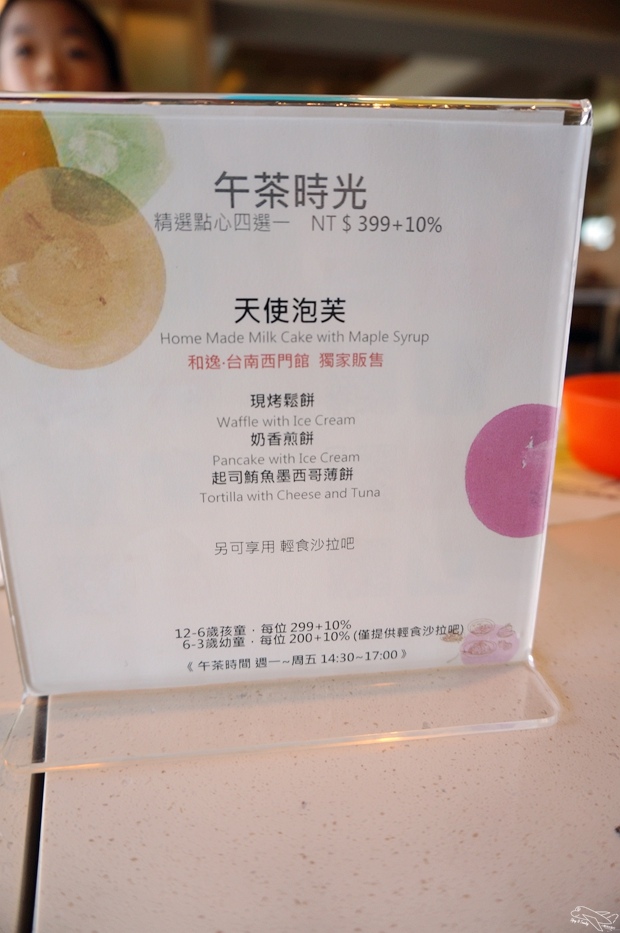 午茶時光
精選點心四選一 NT $ 399+10%
天使泡芙
Home Made Milk Cake with Maple Syrup
和逸‧台南西門館 獨家販售
現烤鬆餅
Waffle with Ice Cream
奶香煎餅
Pancake with Ice Cream
起司鮪魚墨西哥薄餅
Tortilla with Cheese and Tuna
另可享用 輕食沙拉吧
12-6歲孩童‧每位 299+10%
6-3歲幼童‧每位 200+10% (僅提供輕食沙拉吧)
《 午茶時間 週一~周五 14:30~17:00 》